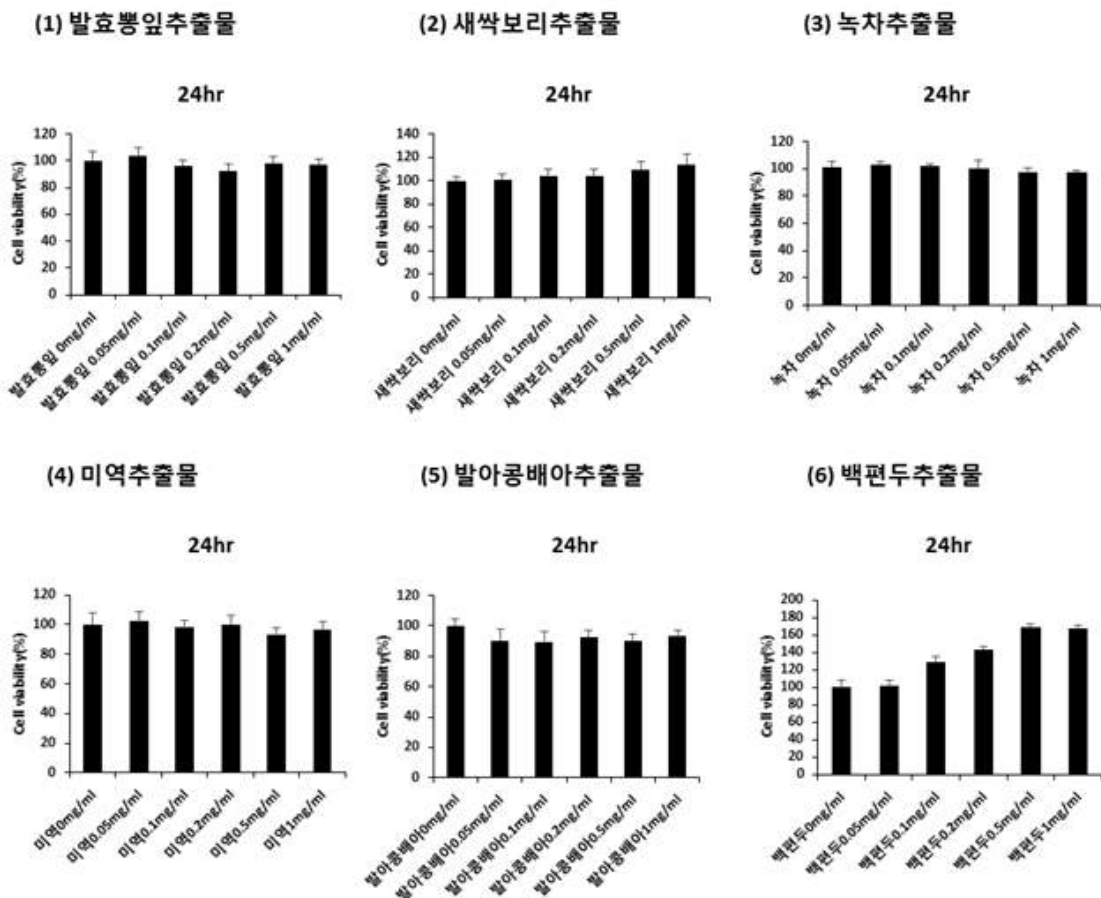 (1) 발효뽕잎추출물
24hr
Cell viability(%)
120
100
80
60
40
20
0
발효뽕잎 0mg/ml
발효뽕잎 0.05mg/ml
발효뽕잎 0.1mg/ml
발효뽕잎 0.2mg/ml
발효뽕잎 0.5mg/ml
발효뽕잎 1mg/ml
(2) 새싹보리추출물
24hr
Cell viability(%)
140
120
100
80
60
40
20
0
새싹보리 0mg/ml
새싹보리 0.05mg/ml
새싹보리 0.1mg/ml
새싹보리 0.2mg/ml
새싹보리 0.5mg/ml
새싹보리 1mg/ml
(3) 녹차추출물
24hr
Cell viability(%)
120
100
80
60
40
20
0
녹차 0mg/ml
녹차 0.05mg/ml
녹차 0.1mg/ml
녹차 0.2mg/ml
녹차 0.5mg/ml
녹차 1mg/ml
(4) 미역추출물
24hr
Cell viability(%)
120
100
80
60
40
20
0
미역0mg/ml
미역0.05mg/ml
미역0.1mg/ml
미역0.2mg/ml
미역0.5mg/ml
미역1mg/ml
(5) 발아콩배아추출물
24hr
Cell viability(%)
120
100
80
60
40
20
0
발아콩배아0mg/ml
발아콩배아0.05mg/ml
발아콩배아0.1mg/ml
발아콩배아0.2mg/ml
발아콩배아0.5mg/ml
발아콩배아1mg/ml
(6) 백편두추출물
24hr
Cell viability(%)
200
180
160
140
120
100
80
60
40
20
0
백편두0mg/ml
백편두0.05mg/ml
백편두0.1mg/ml
백편두0.2mg/ml
백편두0.5mg/ml
백편두1mg/ml